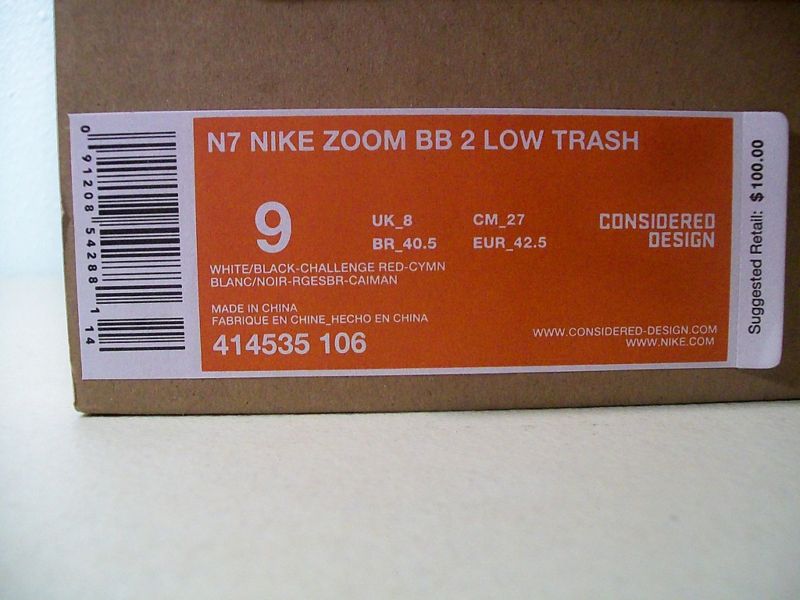 N7 NIKE ZOOM BB 2 LOW TRASH
9
UK_8 CM_27
BR_40.5 EUR_42.5
CONSIDERED
DESIGN
WHITE/BLACK-CHALLENGE RED-CYMN
BLANC/NOIR-RGESBR-CAIMAN
MADE IN CHINA
FABRIQUE EN CHINE_HECHO EN CHINA
414535 106
WWW.CONSIDERED-DESIGN.COM
WWW.NIKE.COM
0 91208 54288 1 14
Suggested Retail: $100.00